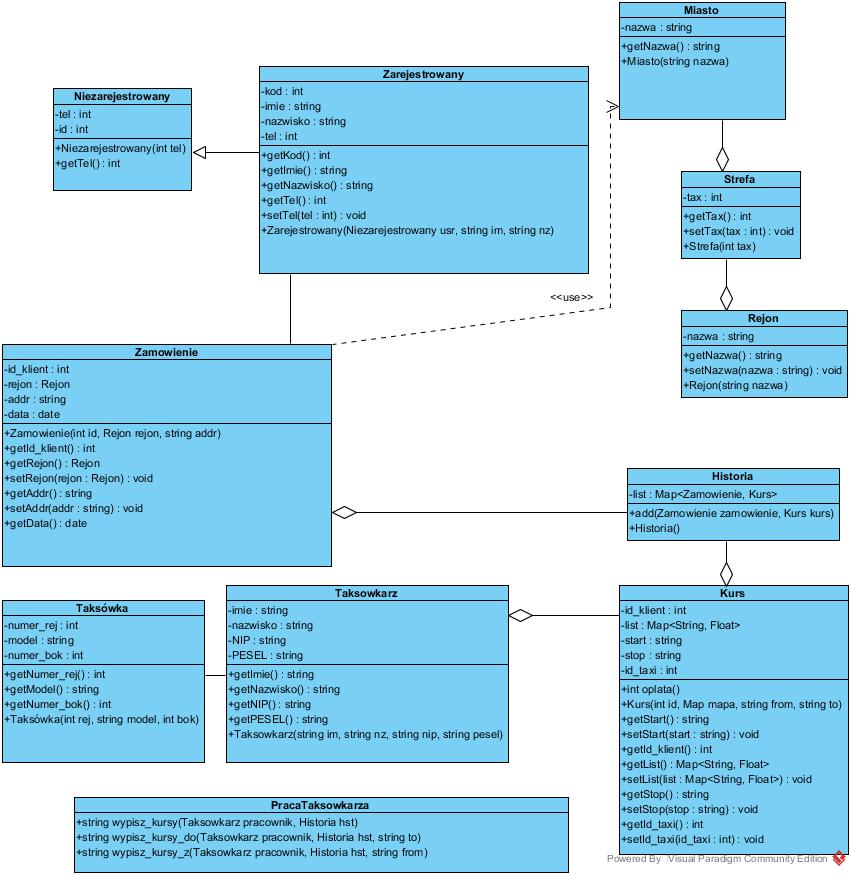 Miasto
-nazwa : string
+getNazwa() : string
+Miasto(string nazwa)
Zarejestrowany
-kod : int
-imie : string
-nazwisko : string
-tel : int
+getKod() : int
+getImie() : string
+getNazwisko() : string
+getTel() : int
+setTel(tel : int) : void
+Zarejestrowany(Niezarejestrowany usr, string im, string nz)
Niezarejestrowany
-tel : int
-id : int
+Niezarejestrowany(int tel)
+getTel() : int
Strefa
-tax : int
+getTax() : int
+setTax(tax : int) : void
+Strefa(int tax)
<<use>>
Rejon
-nazwa : string
+getNazwa() : string
+setNazwa(nazwa : string) : void
+Rejon(string nazwa)
Zamowienie
-id_klient : int
-rejon : Rejon
-addr : string
-data : date
+Zamowienie(int id, Rejon rejon, string addr)
+getId_klient() : int
+getRejon() : Rejon
+setRejon(rejon : Rejon) : void
+getAddr() : string
+setAddr(addr : string) : void
+getData() : date
Historia
-list : Map<Zamowienie, Kurs>
+add(Zamowienie zamowienie, Kurs kurs)
+Historia()
Taksówka
-numer_rej : int
-model : string
-numer_bok : int
+getNumer_rej() : int
+getModel() : string
+getNumer_bok() : int
+Taksówka(int rej, string model, int bok)
Taksowkarz
-imie : string
-nazwisko : string
-NIP : string
-PESEL : string
+getImie() : string
+getNazwisko() : string
+getNIP() : string
+getPESEL() : string
+Taksowkarz(string im, string nz, string nip, string pesel)
Kurs
-id_klient : int
-list : Map<String, Float>
-start : string
-stop : string
-id_taxi : int
+int oplata()
+Kurs(int id, Map mapa, string from, string to)
+getStart() : string
+setStart(start : string) : void
+getId_klient() : int
+getList() : Map<String, Float>
+setList(list : Map<String, Float>) : void
+getStop() : string
+setStop(stop : string) : void
+getId_taxi() : int
+setId_taxi(id_taxi : int) : void
PracaTaksowkarza
+string wypisz_kursy(Taksowkarz pracownik, Historia hst)
+string wypisz_kursy_do(Taksowkarz pracownik, Historia hst, string to)
+string wypisz_kursy_z(Taksowkarz pracownik, Historia hst, string from)
Powered By Visual Paradigm Community Edition